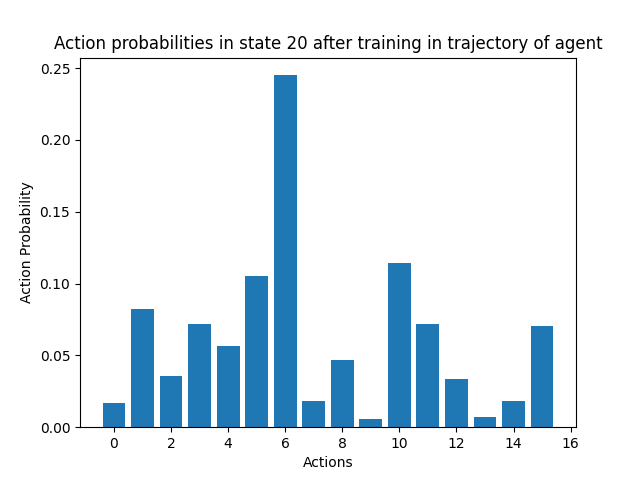 Action probabilities in state 20 after training in trajectory of agent
0.25
0.20
0.15
0.10
0.05
0.00
Action Probability
0 2 4 6 8 10 12 14 16
Actions